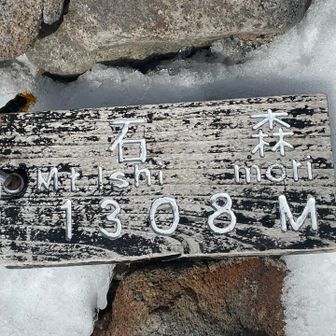 石 森
Mt.Ishi mori
1308 M